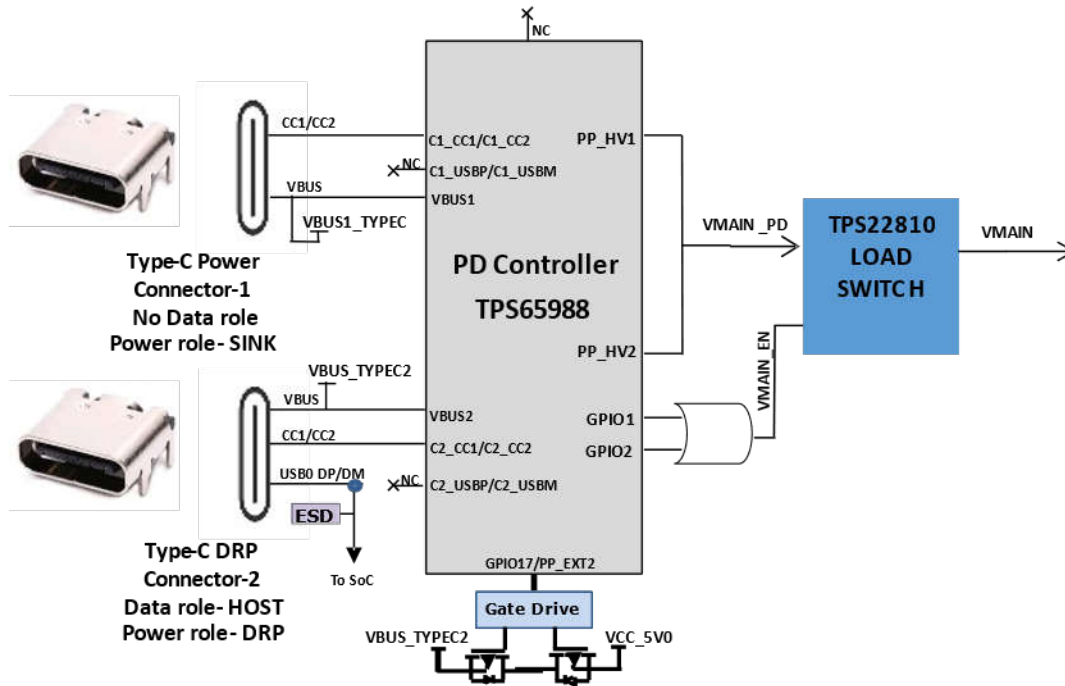 NC
CC1/CC2
C1_CC1/C1_CC2
PP_HV1
NC
C1_USBP/C1_USBM
VBUS
VBUS1
VBUS1_TYPEC
VMAIN_PD
TPS22810
LOAD
SWITCH
VMAIN
Type-C Power
Connector-1
No Data role
Power role- SINK
PD Controller
TPS65988
PP_HV2
VMAIN_EN
VBUS_TYPEC2
VBUS
VBUS2
GPIO1
CC1/CC2
C2_CC1/C2_CC2
GPIO2
USB0 DP/DM
NC
C2_USBP/C2_USBM
ESD
To SoC
Type-C DRP
Connector-2
Data role- HOST
Power role- DRP
GPIO17/PP_EXT2
Gate Drive
VBUS_TYPEC2
VCC_5V0